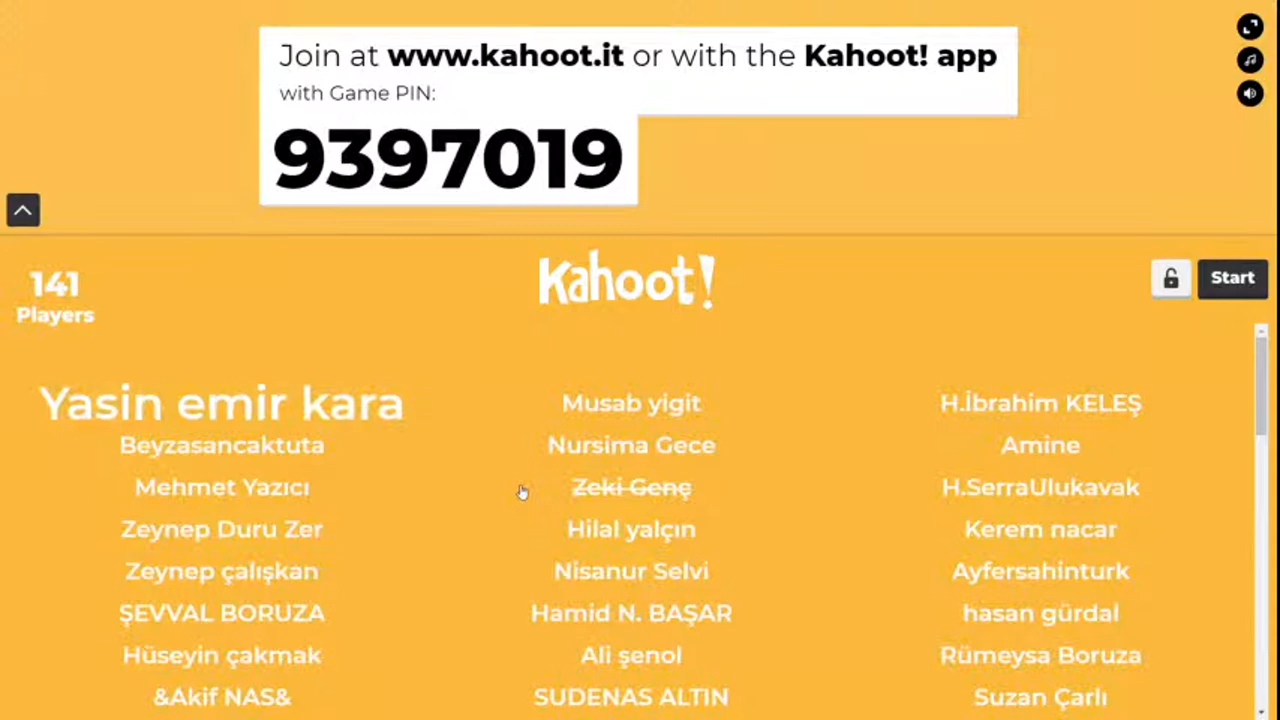 Join at www.kahoot.it or with the Kahoot! app
with Game PIN:
9397019
141
Players
Kahoot!
Start
Yasin emir kara
Musab yigit
H.İbrahim KELEŞ
Beyzasancaktuta
Nursima Gece
Amine
Mehmet Yazıcı
Zeki Genç
H.SerraUlukavak
Zeynep Duru Zer
Hilal yalçın
Kerem nacar
Zeynep çalışkan
Nisanur Selvi
Ayfersahinturk
ŞEVVAL BORUZA
Hamid N. BAŞAR
hasan gürdal
Hüseyin çakmak
Ali şenol
Rümeysa Boruza
&Akif NAS&
SUDENAS ALTIN
Suzan Çarlı